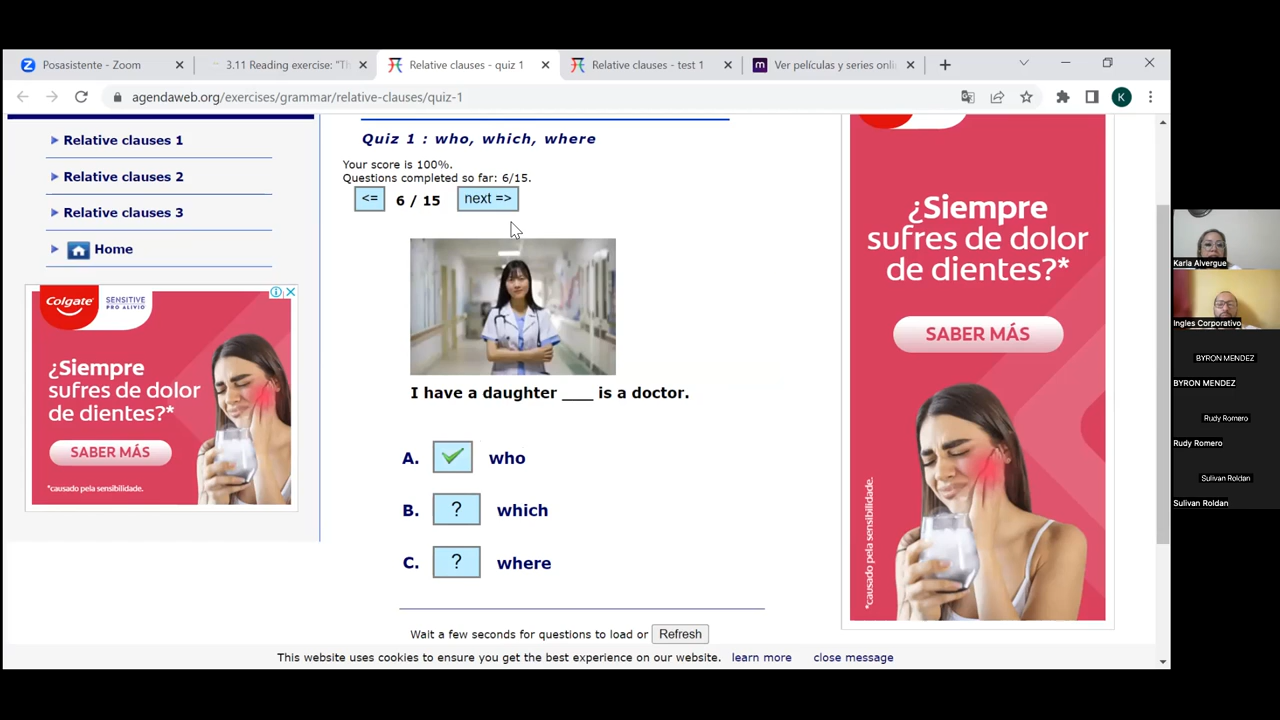 Posasistente - Zoom
3.11 Reading exercise: "Th
Relative clauses - quiz 1
Relative clauses - test 1
Ver películas y series onli
agendaweb.org/exercises/grammar/relative-clauses/quiz-1
K
Relative clauses 1
Relative clauses 2
Relative clauses 3
Home
Colgate
SENSITIVE
PRO ALIVIO
¿Siempre
sufres de dolor
de dientes?*
SABER MÁS
*causado pela sensibilidade.
Quiz 1 : who, which, where
Your score is 100%.
Questions completed so far: 6/15.
<= 6 / 15 next =>
I have a daughter ___ is a doctor.
A. who
B. ? which
C. ? where
Wait a few seconds for questions to load or Refresh
This website uses cookies to ensure you get the best experience on our website. learn more close message
¿Siempre
sufres de dolor
de dientes?*
SABER MÁS
*causado pela sensibilidade.
Karla Alvergue
Ingles Corporativo
BYRON MENDEZ
BYRON MENDEZ
Rudy Romero
Rudy Romero
Sulivan Roldan
Sulivan Roldan